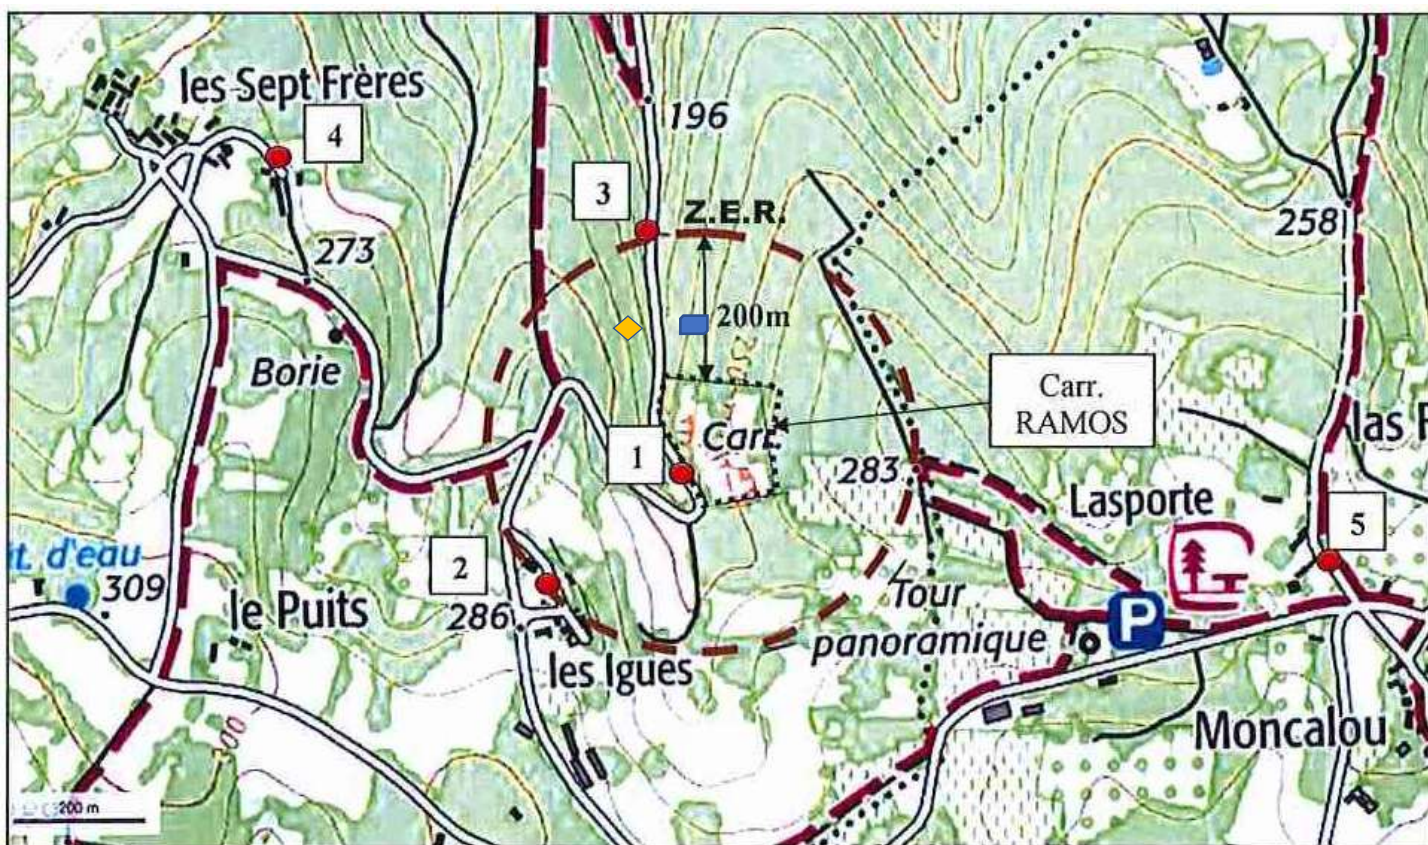 les Sept Frères
4
196
3
Z.E.R.
258
273
200m
Borie
Carr.
RAMOS
1
Carr.
283
las
Lasporte
5
2
t. d'eau
309
le Puits
286
Tour
panoramique
P
les Igues
Moncalou
300
200 m